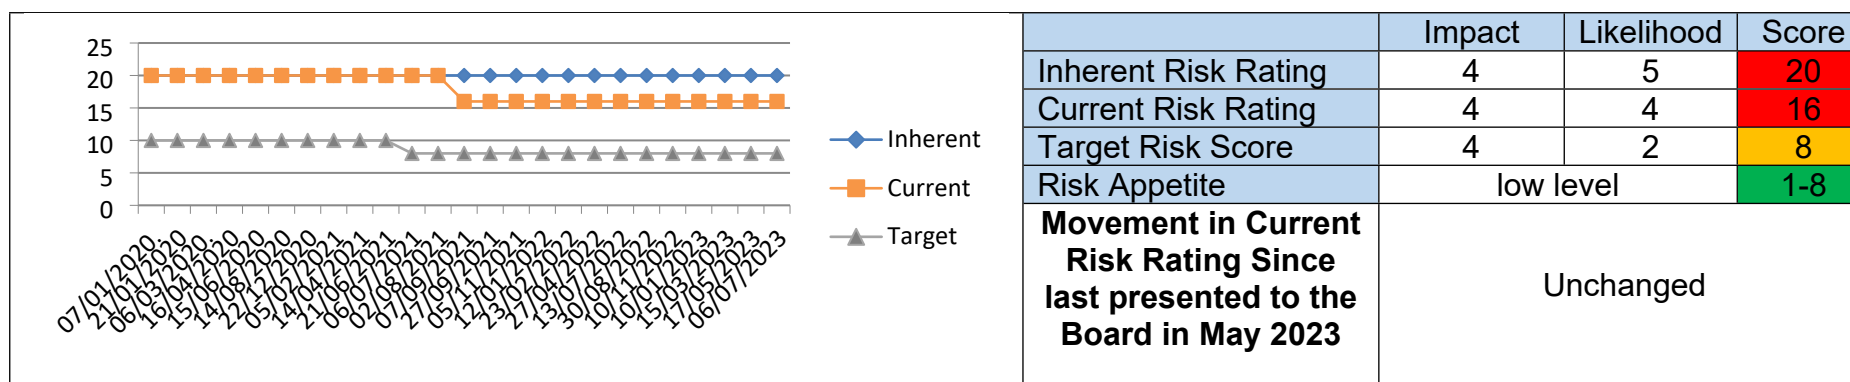 25
20
15
10
5
0
07/01/2020
21/01/2020
06/03/2020
16/04/2020
15/06/2020
14/08/2020
22/12/2020
05/02/2021
14/04/2021
21/06/2021
06/07/2021
02/08/2021
07/09/2021
27/09/2021
05/11/2021
12/01/2022
23/02/2022
27/04/2022
13/07/2022
30/08/2022
10/11/2022
10/01/2023
15/03/2023
17/05/2023
06/07/2023
Inherent
Current
Target
Impact Likelihood Score
Inherent Risk Rating 4 5 20
Current Risk Rating 4 4 16
Target Risk Score 4 2 8
Risk Appetite low level 1-8
Movement in Current
Risk Rating Since
last presented to the
Board in May 2023
Unchanged